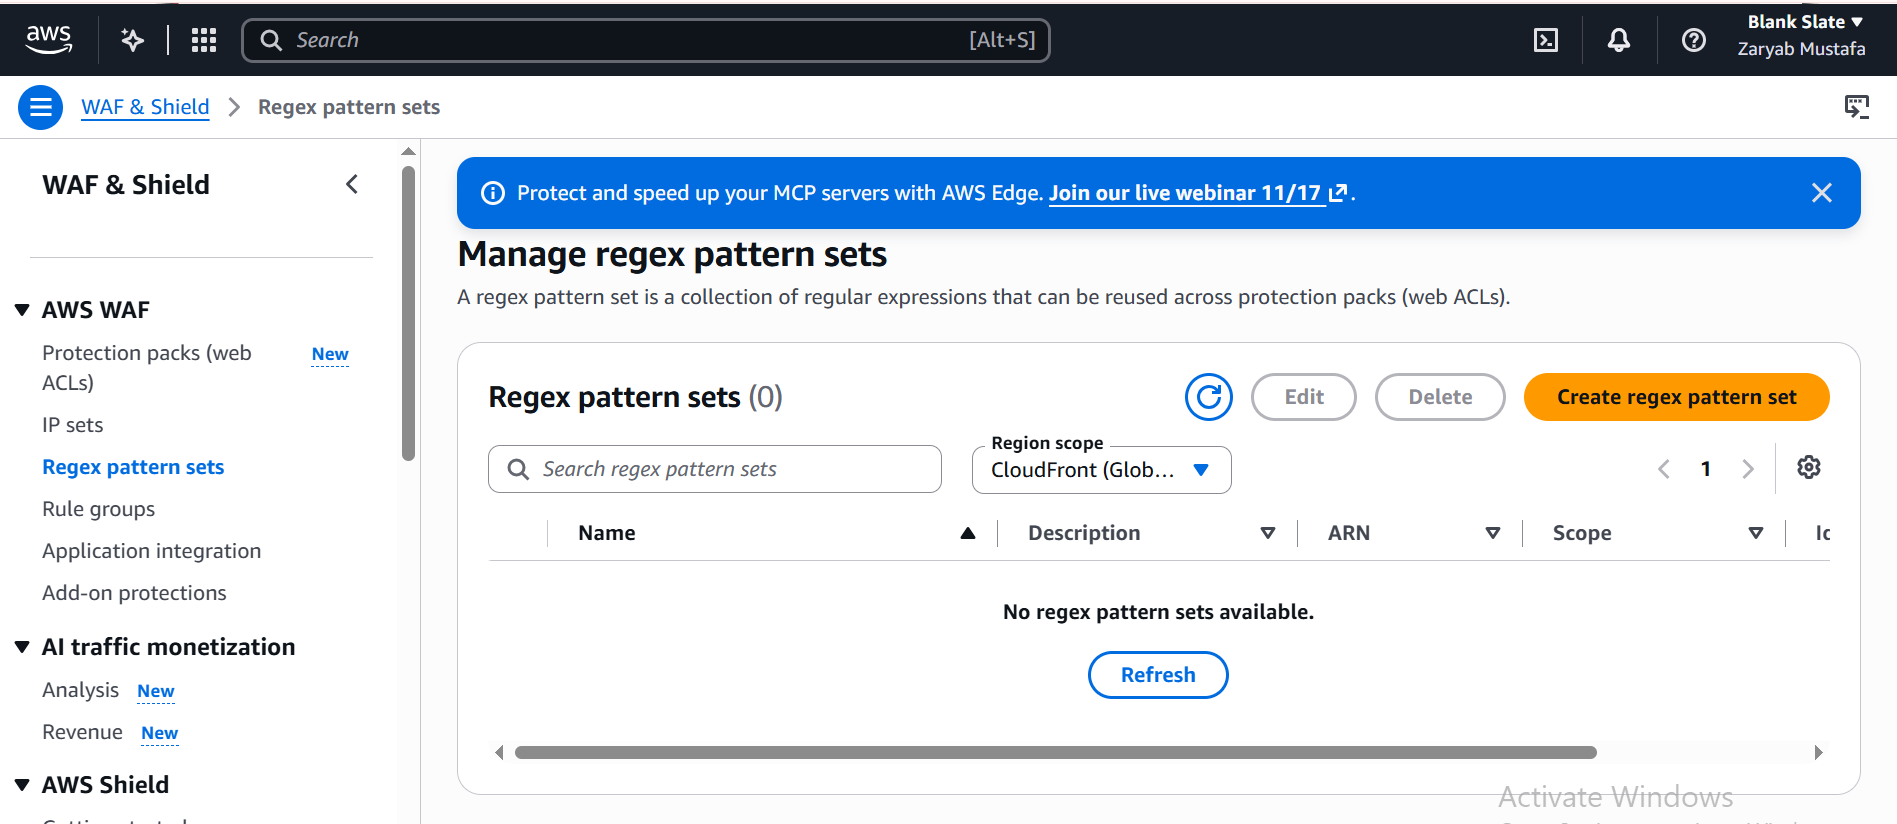 aws
Search
[Alt+S]
Blank Slate
Zaryab Mustafa
WAF & Shield
Regex pattern sets
WAF & Shield
Protect and speed up your MCP servers with AWS Edge. Join our live webinar 11/17.
Manage regex pattern sets
A regex pattern set is a collection of regular expressions that can be reused across protection packs (web ACLs).
AWS WAF
Protection packs (web ACLs)
New
IP sets
Regex pattern sets
Rule groups
Application integration
Add-on protections
AI traffic monetization
Analysis New
Revenue New
AWS Shield
Regex pattern sets (0)
Edit
Delete
Create regex pattern set
Search regex pattern sets
Region scope
CloudFront (Glob...
1
Name
Description
ARN
Scope
No regex pattern sets available.
Refresh
Activate Windows